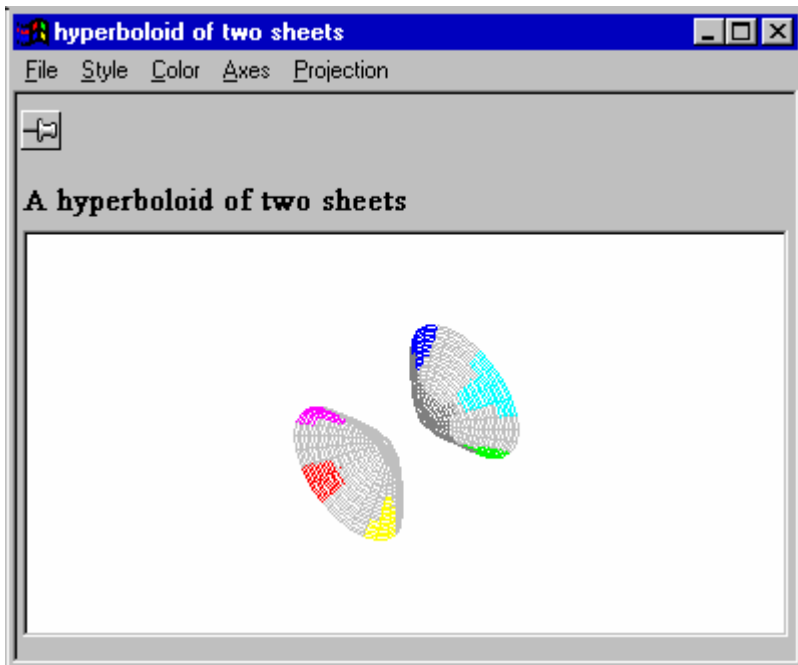 hyperboloid of two sheets
File Style Color Axes Projection
A hyperboloid of two sheets